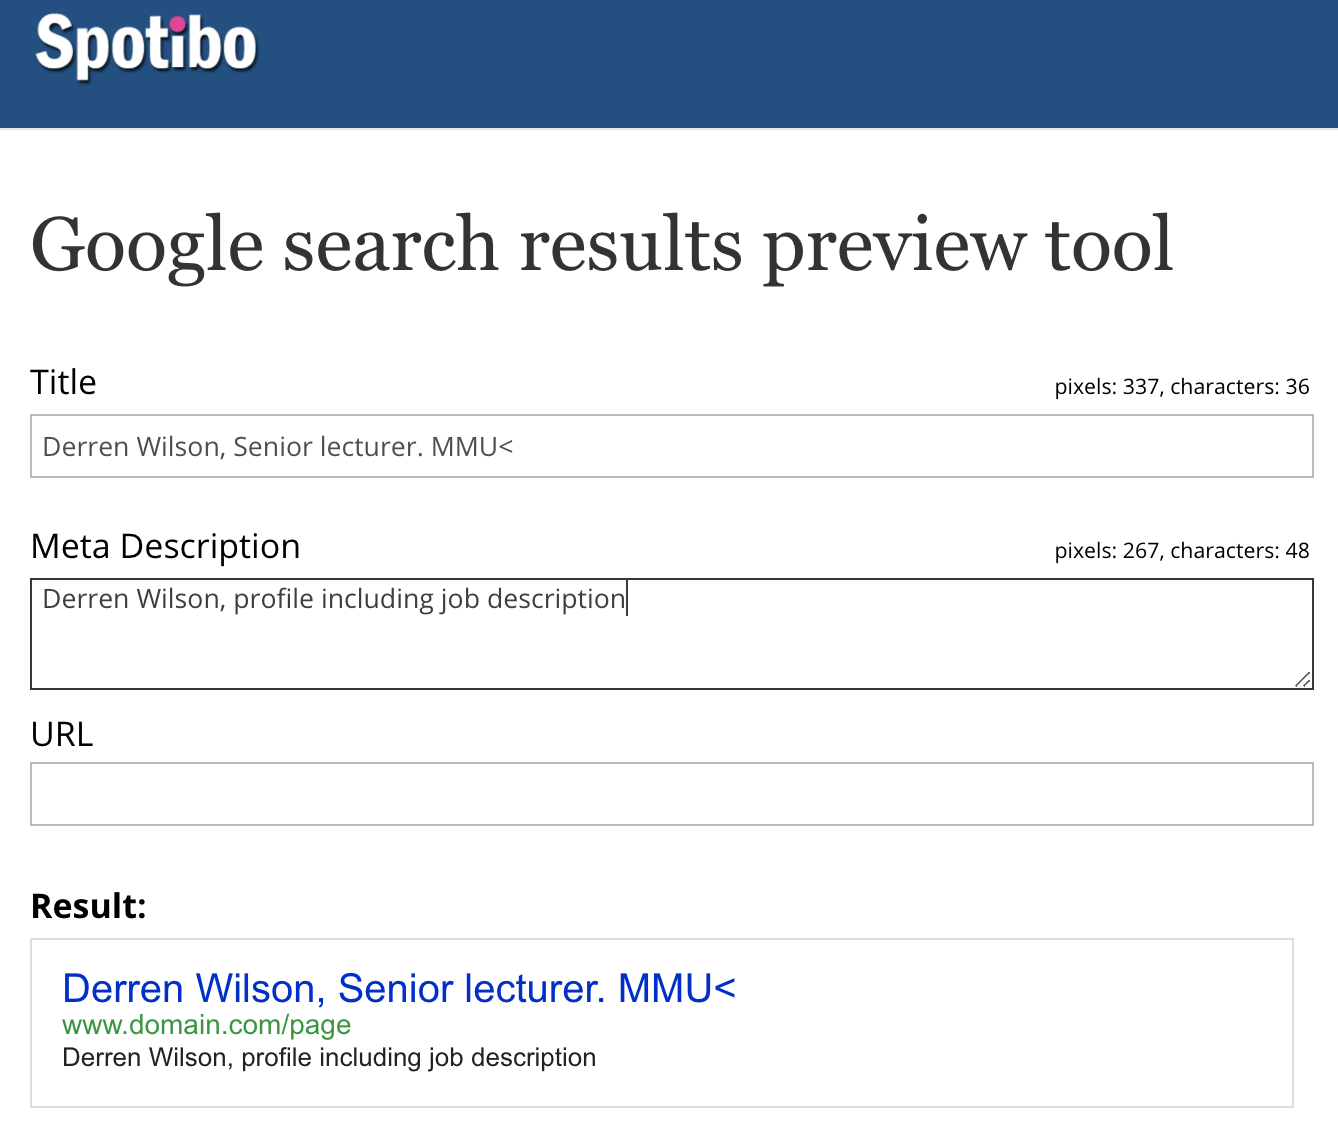 Spotibo
Google search results preview tool
Title
pixels: 337, characters: 36
Derren Wilson, Senior lecturer. MMU<
Meta Description
pixels: 267, characters: 48
Derren Wilson, profile including job description
URL
Result:
Derren Wilson, Senior lecturer. MMU<
www.domain.com/page
Derren Wilson, profile including job description